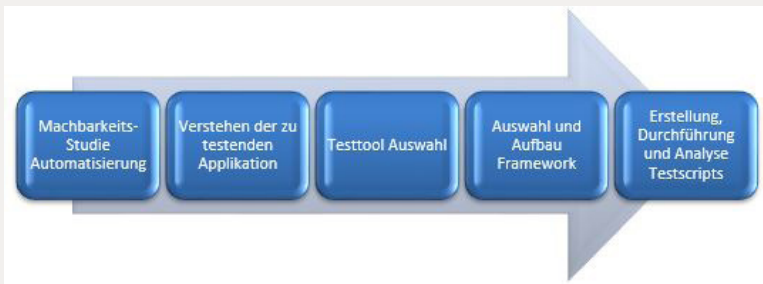 Machbarkeits-
Studie
Automatisierung
Verstehen der zu
testenden
Applikation
Testtool Auswahl
Auswahl und
Aufbau
Framework
Erstellung,
Durchführung
und Analyse
Testscripts